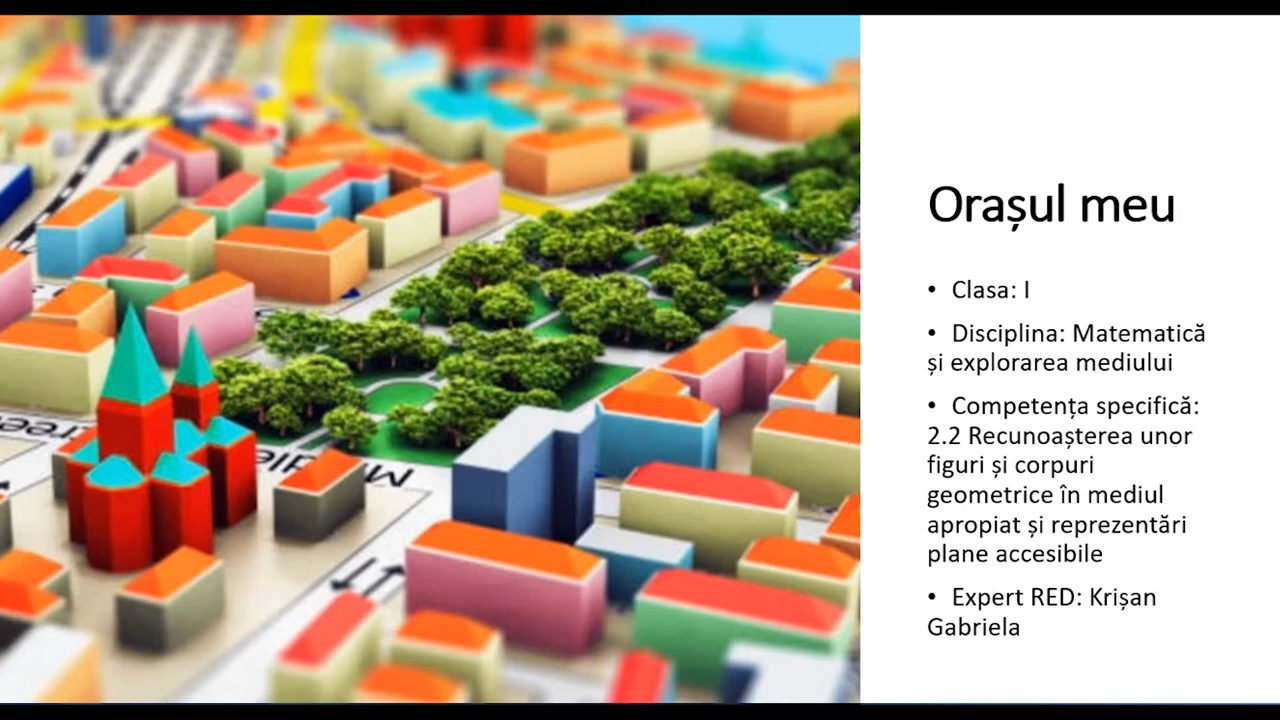 Orașul meu
• Clasa: I
• Disciplina: Matematică
și explorarea mediului
• Competența specifică:
2.2 Recunoașterea unor
figuri și corpuri
geometrice în mediul
apropiat și reprezentări
plane accesibile
• Expert RED: Krișan
Gabriela